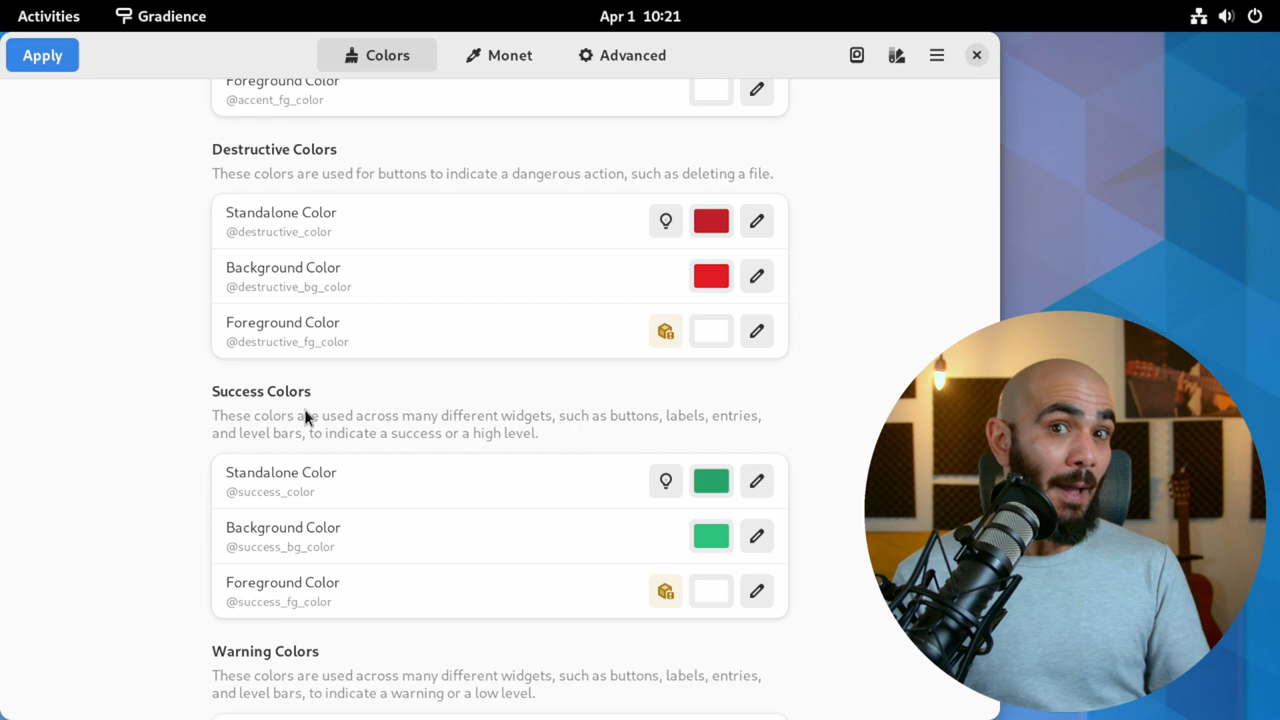 Activities
Gradience
Apr 1 10:21
Apply
Colors
Monet
Advanced
Foreground Color
@accent_fg_color
Destructive Colors
These colors are used for buttons to indicate a dangerous action, such as deleting a file.
Standalone Color
@destructive_color
Background Color
@destructive_bg_color
Foreground Color
@destructive_fg_color
Success Colors
These colors are used across many different widgets, such as buttons, labels, entries,
and level bars, to indicate a success or a high level.
Standalone Color
@success_color
Background Color
@success_bg_color
Foreground Color
@success_fg_color
Warning Colors
These colors are used across many different widgets, such as buttons, labels, entries,
and level bars, to indicate a warning or a low level.